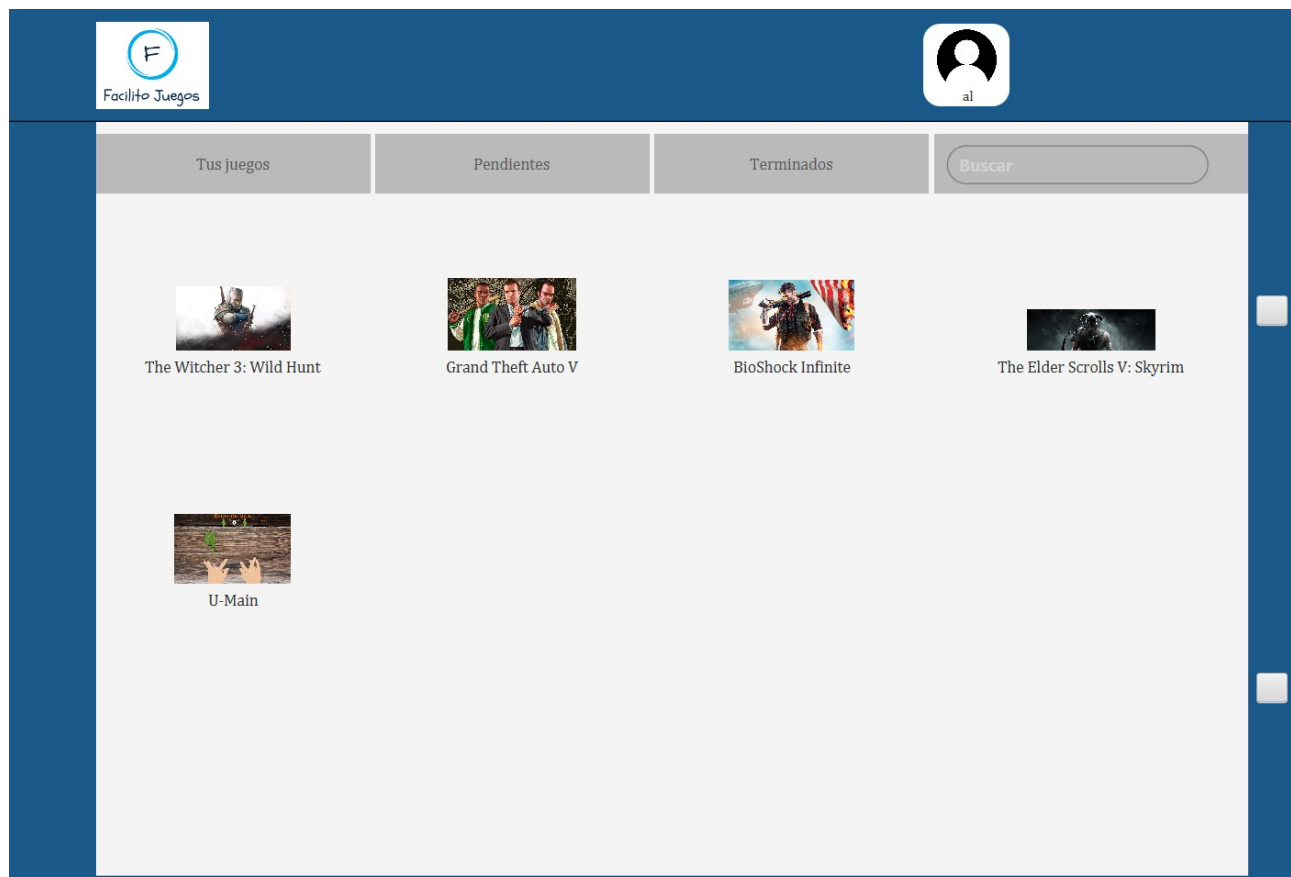 F
Facilito Juegos
al
Tus juegos
Pendientes
Terminados
Buscar
The Witcher 3: Wild Hunt
Grand Theft Auto V
BioShock Infinite
The Elder Scrolls V: Skyrim
U-Main